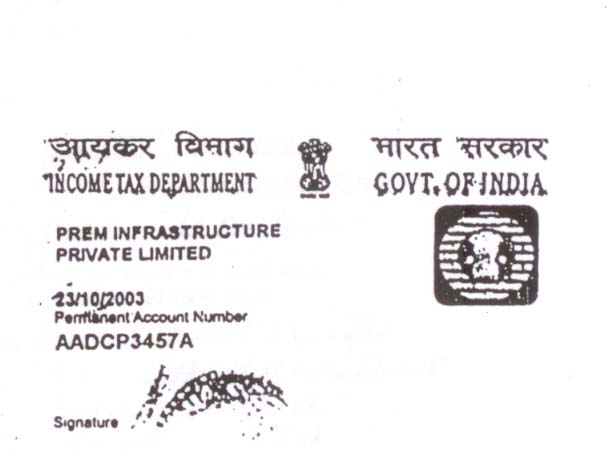 आयकर विभाग
भारत सरकार
INCOME TAX DEPARTMENT
GOVT. OF INDIA
PREM INFRASTRUCTURE
PRIVATE LIMITED
23/10/2003
Permanent Account Number
AADCP3457A
Signature